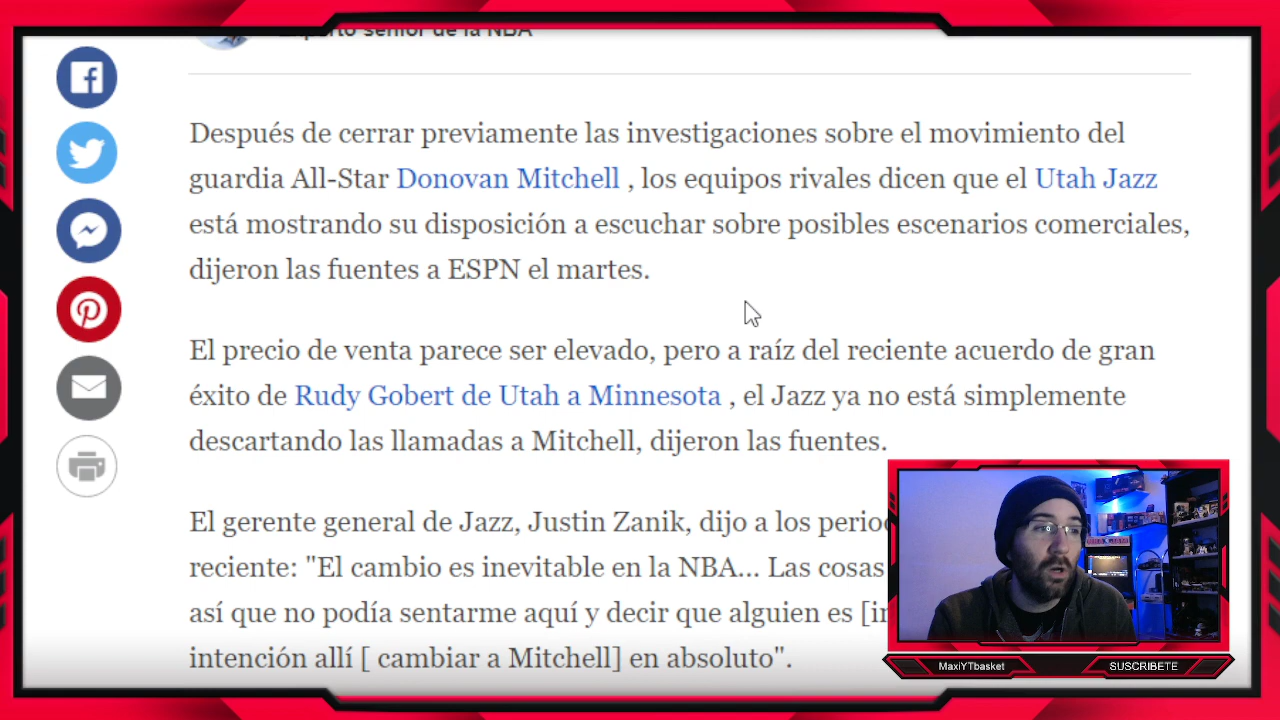 experto senior de la NBA
Después de cerrar previamente las investigaciones sobre el movimiento del
guardia All-Star Donovan Mitchell , los equipos rivales dicen que el Utah Jazz
está mostrando su disposición a escuchar sobre posibles escenarios comerciales,
dijeron las fuentes a ESPN el martes.
El precio de venta parece ser elevado, pero a raíz del reciente acuerdo de gran
éxito de Rudy Gobert de Utah a Minnesota , el Jazz ya no está simplemente
descartando las llamadas a Mitchell, dijeron las fuentes.
El gerente general de Jazz, Justin Zanik, dijo a los
reciente: "El cambio es inevitable en la NBA... Las cosas
así que no podía sentarme aquí y decir que alguien es
intención allí [ cambiar a Mitchell] en absoluto".
MaxiYTbasket
SUSCRIBETE